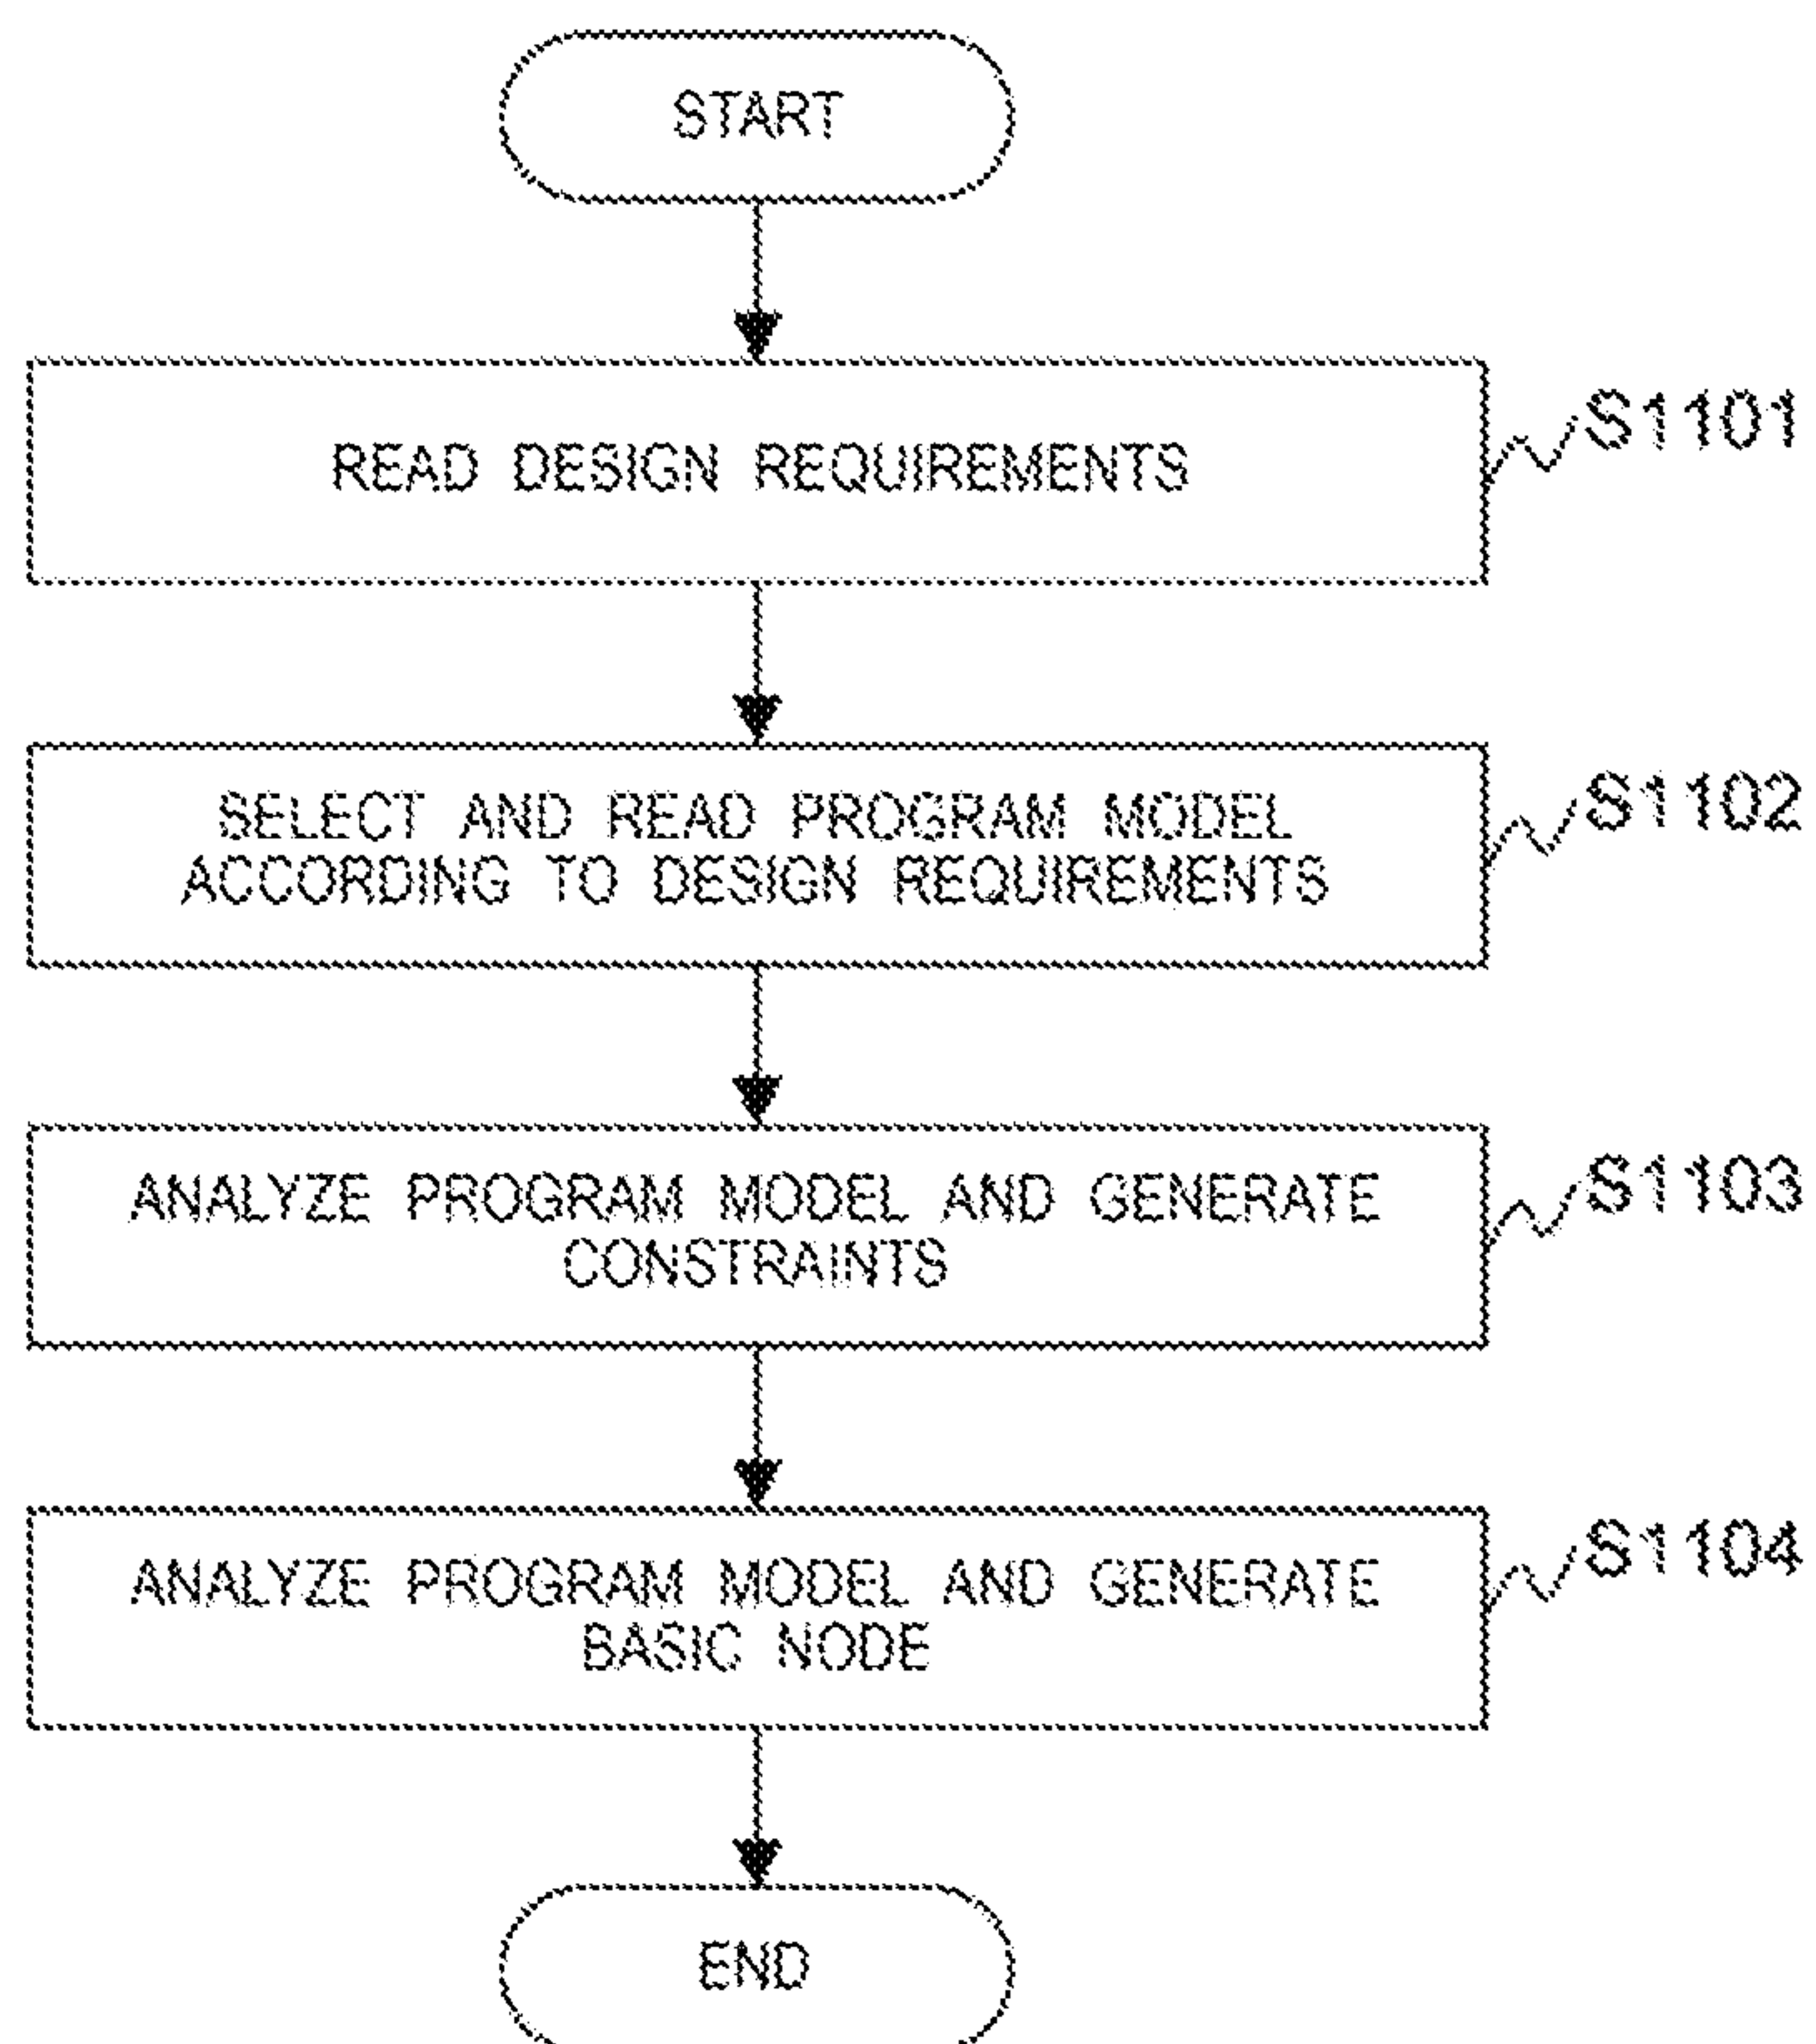 START
READ DESIGN REQUIREMENTS
S1101
SELECT AND READ PROGRAM MODEL
ACCORDING TO DESIGN REQUIREMENTS
S1102
ANALYZE PROGRAM MODEL AND GENERATE
CONSTRAINTS
S1103
ANALYZE PROGRAM MODEL AND GENERATE
BASIC NODE
S1104
END